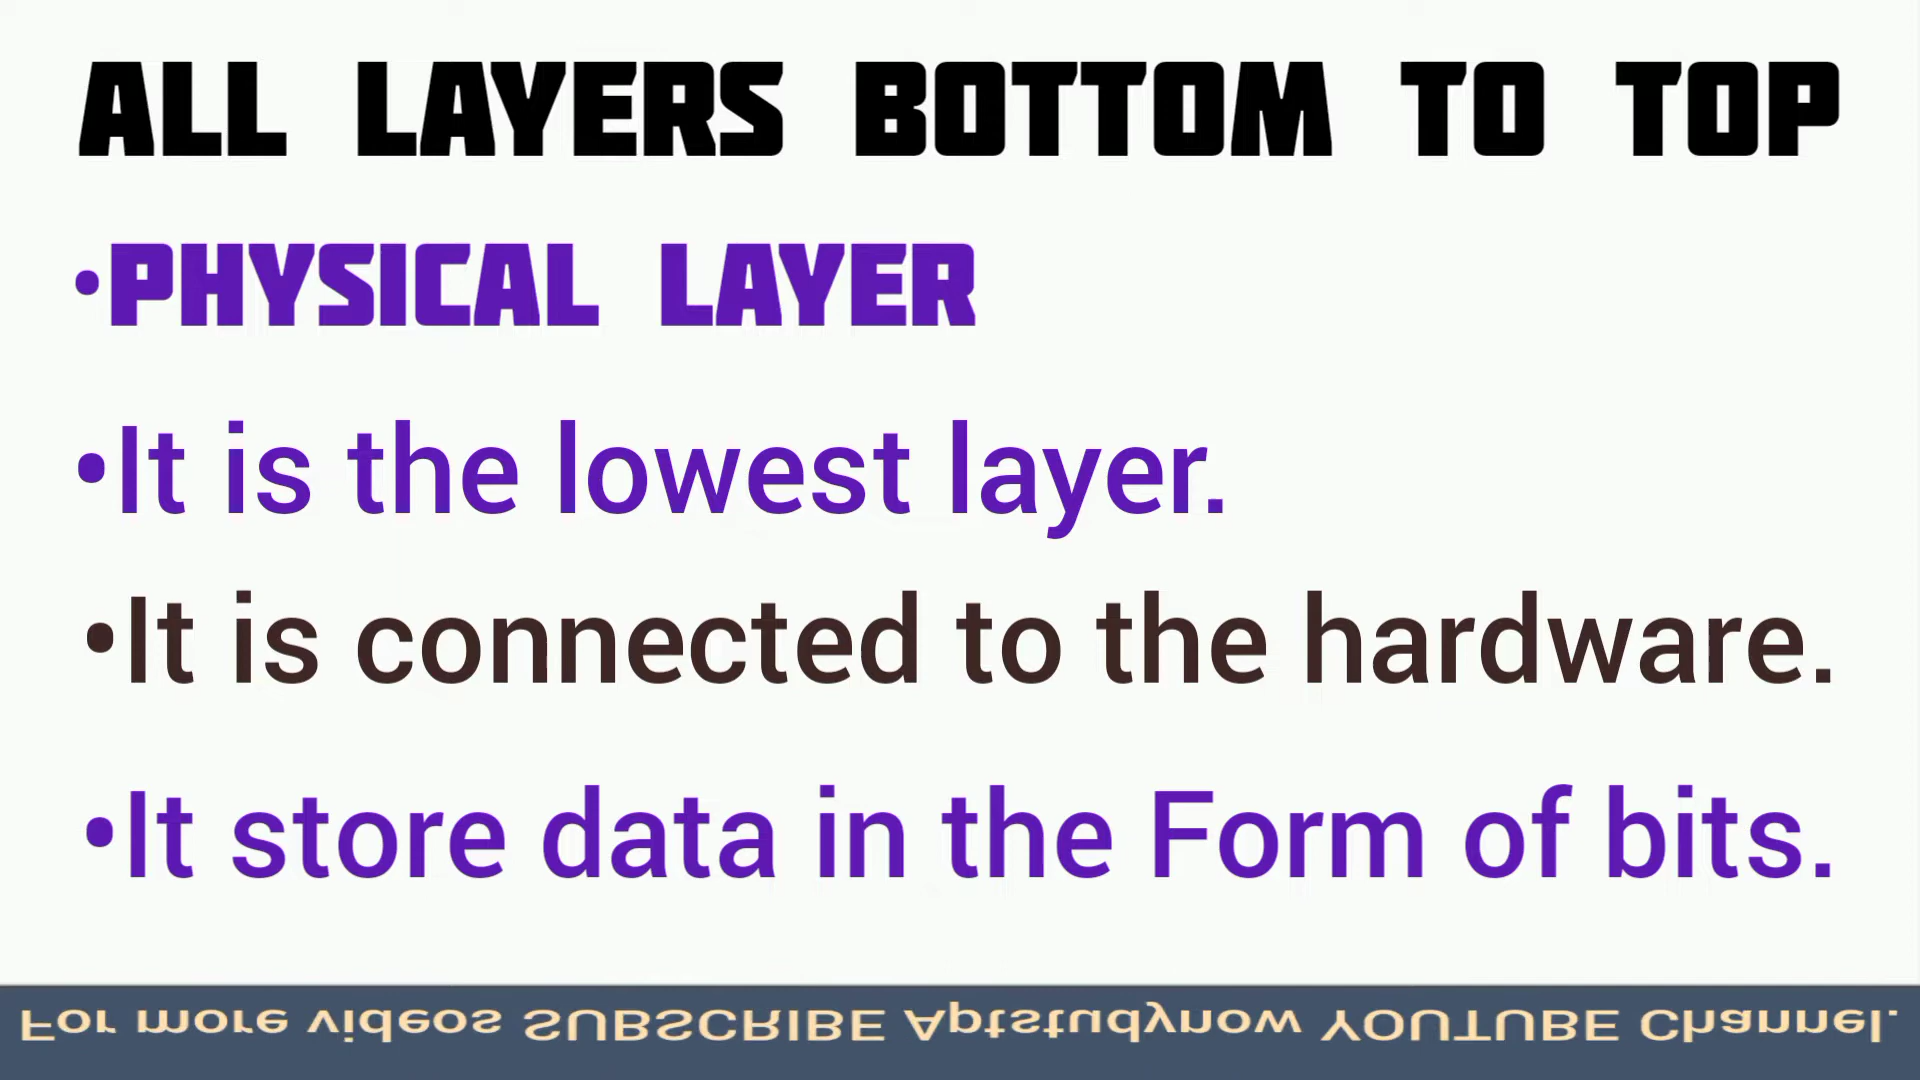 ALL LAYERS BOTTOM TO TOP
•PHYSICAL LAYER
•It is the lowest layer.
•It is connected to the hardware.
•It store data in the Form of bits.
For more videos SUBSCRIBE Aptstudynow YOUTUBE Channel.